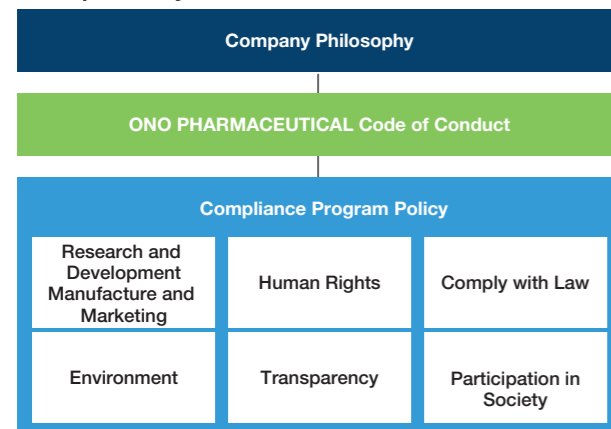 Company Philosophy
ONO PHARMACEUTICAL Code of Conduct
Compliance Program Policy
Research and
Development
Manufacture and
Marketing
Human Rights
Comply with Law
Environment
Transparency
Participation in
Society